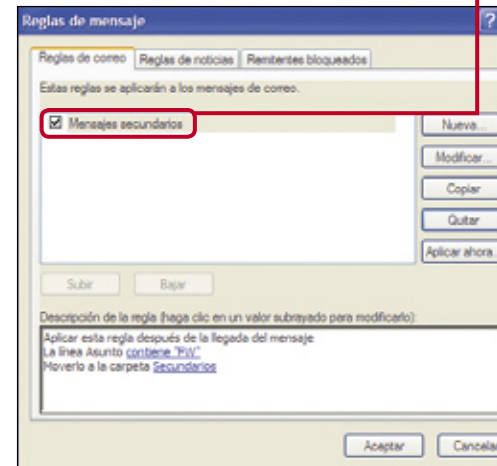 Reglas de mensaje
?
Reglas de correo Reglas de noticias Remitentes bloqueados
Estas reglas se aplicarán a los mensajes de correo.
Mensajes secundarios
Nueva...
Modificar...
Copiar
Quitar
Aplicar ahora.
Subir Bajar
Descripción de la regla (haga clic en un valor subrayado para modificarlo):
Aplicar esta regla después de la llegada del mensaje
La línea Asunto contiene "FW"
Moverlo a la carpeta Secundarios
Aceptar Cancelar